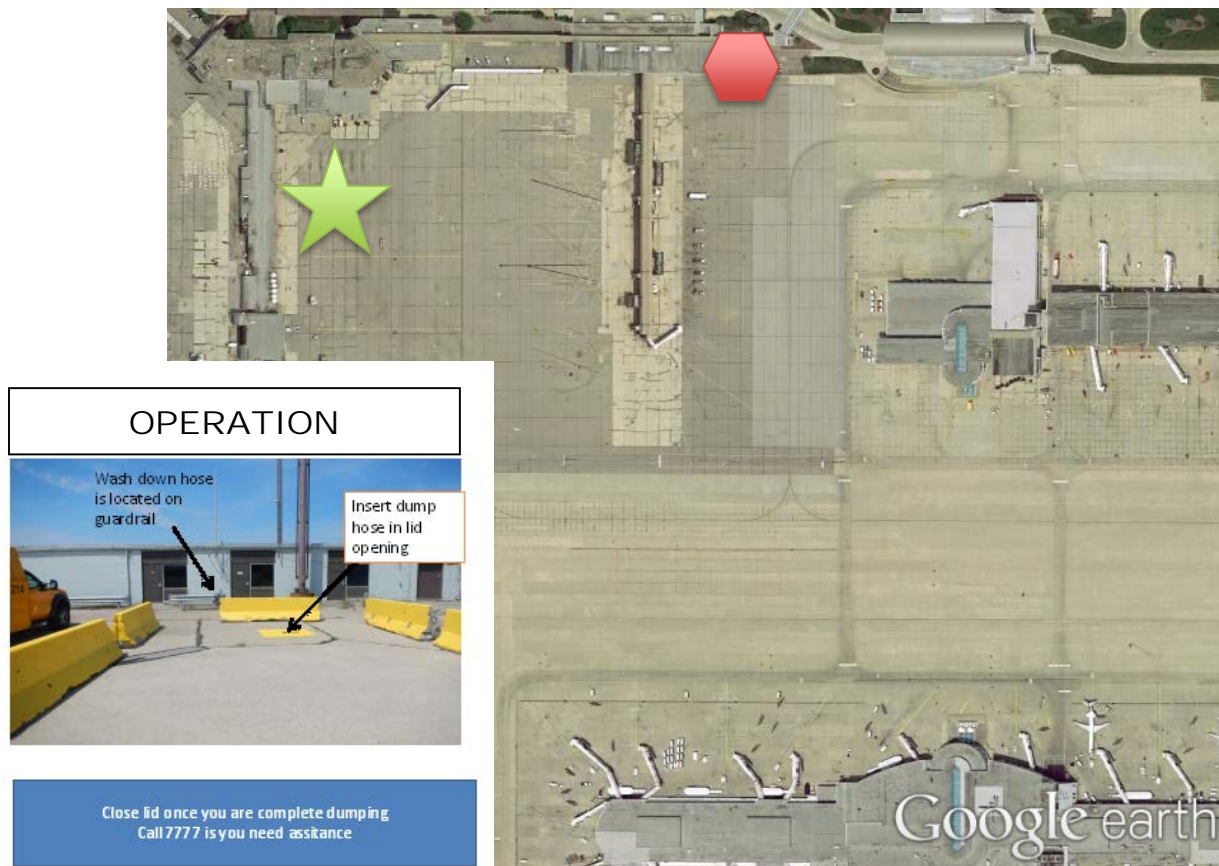 OPERATION
Wash down hose
is located on
guardrail
Insert dump
hose in lid
opening
214
Close lid once you are complete dumping
Call 7777 is you need assitance
Google earth